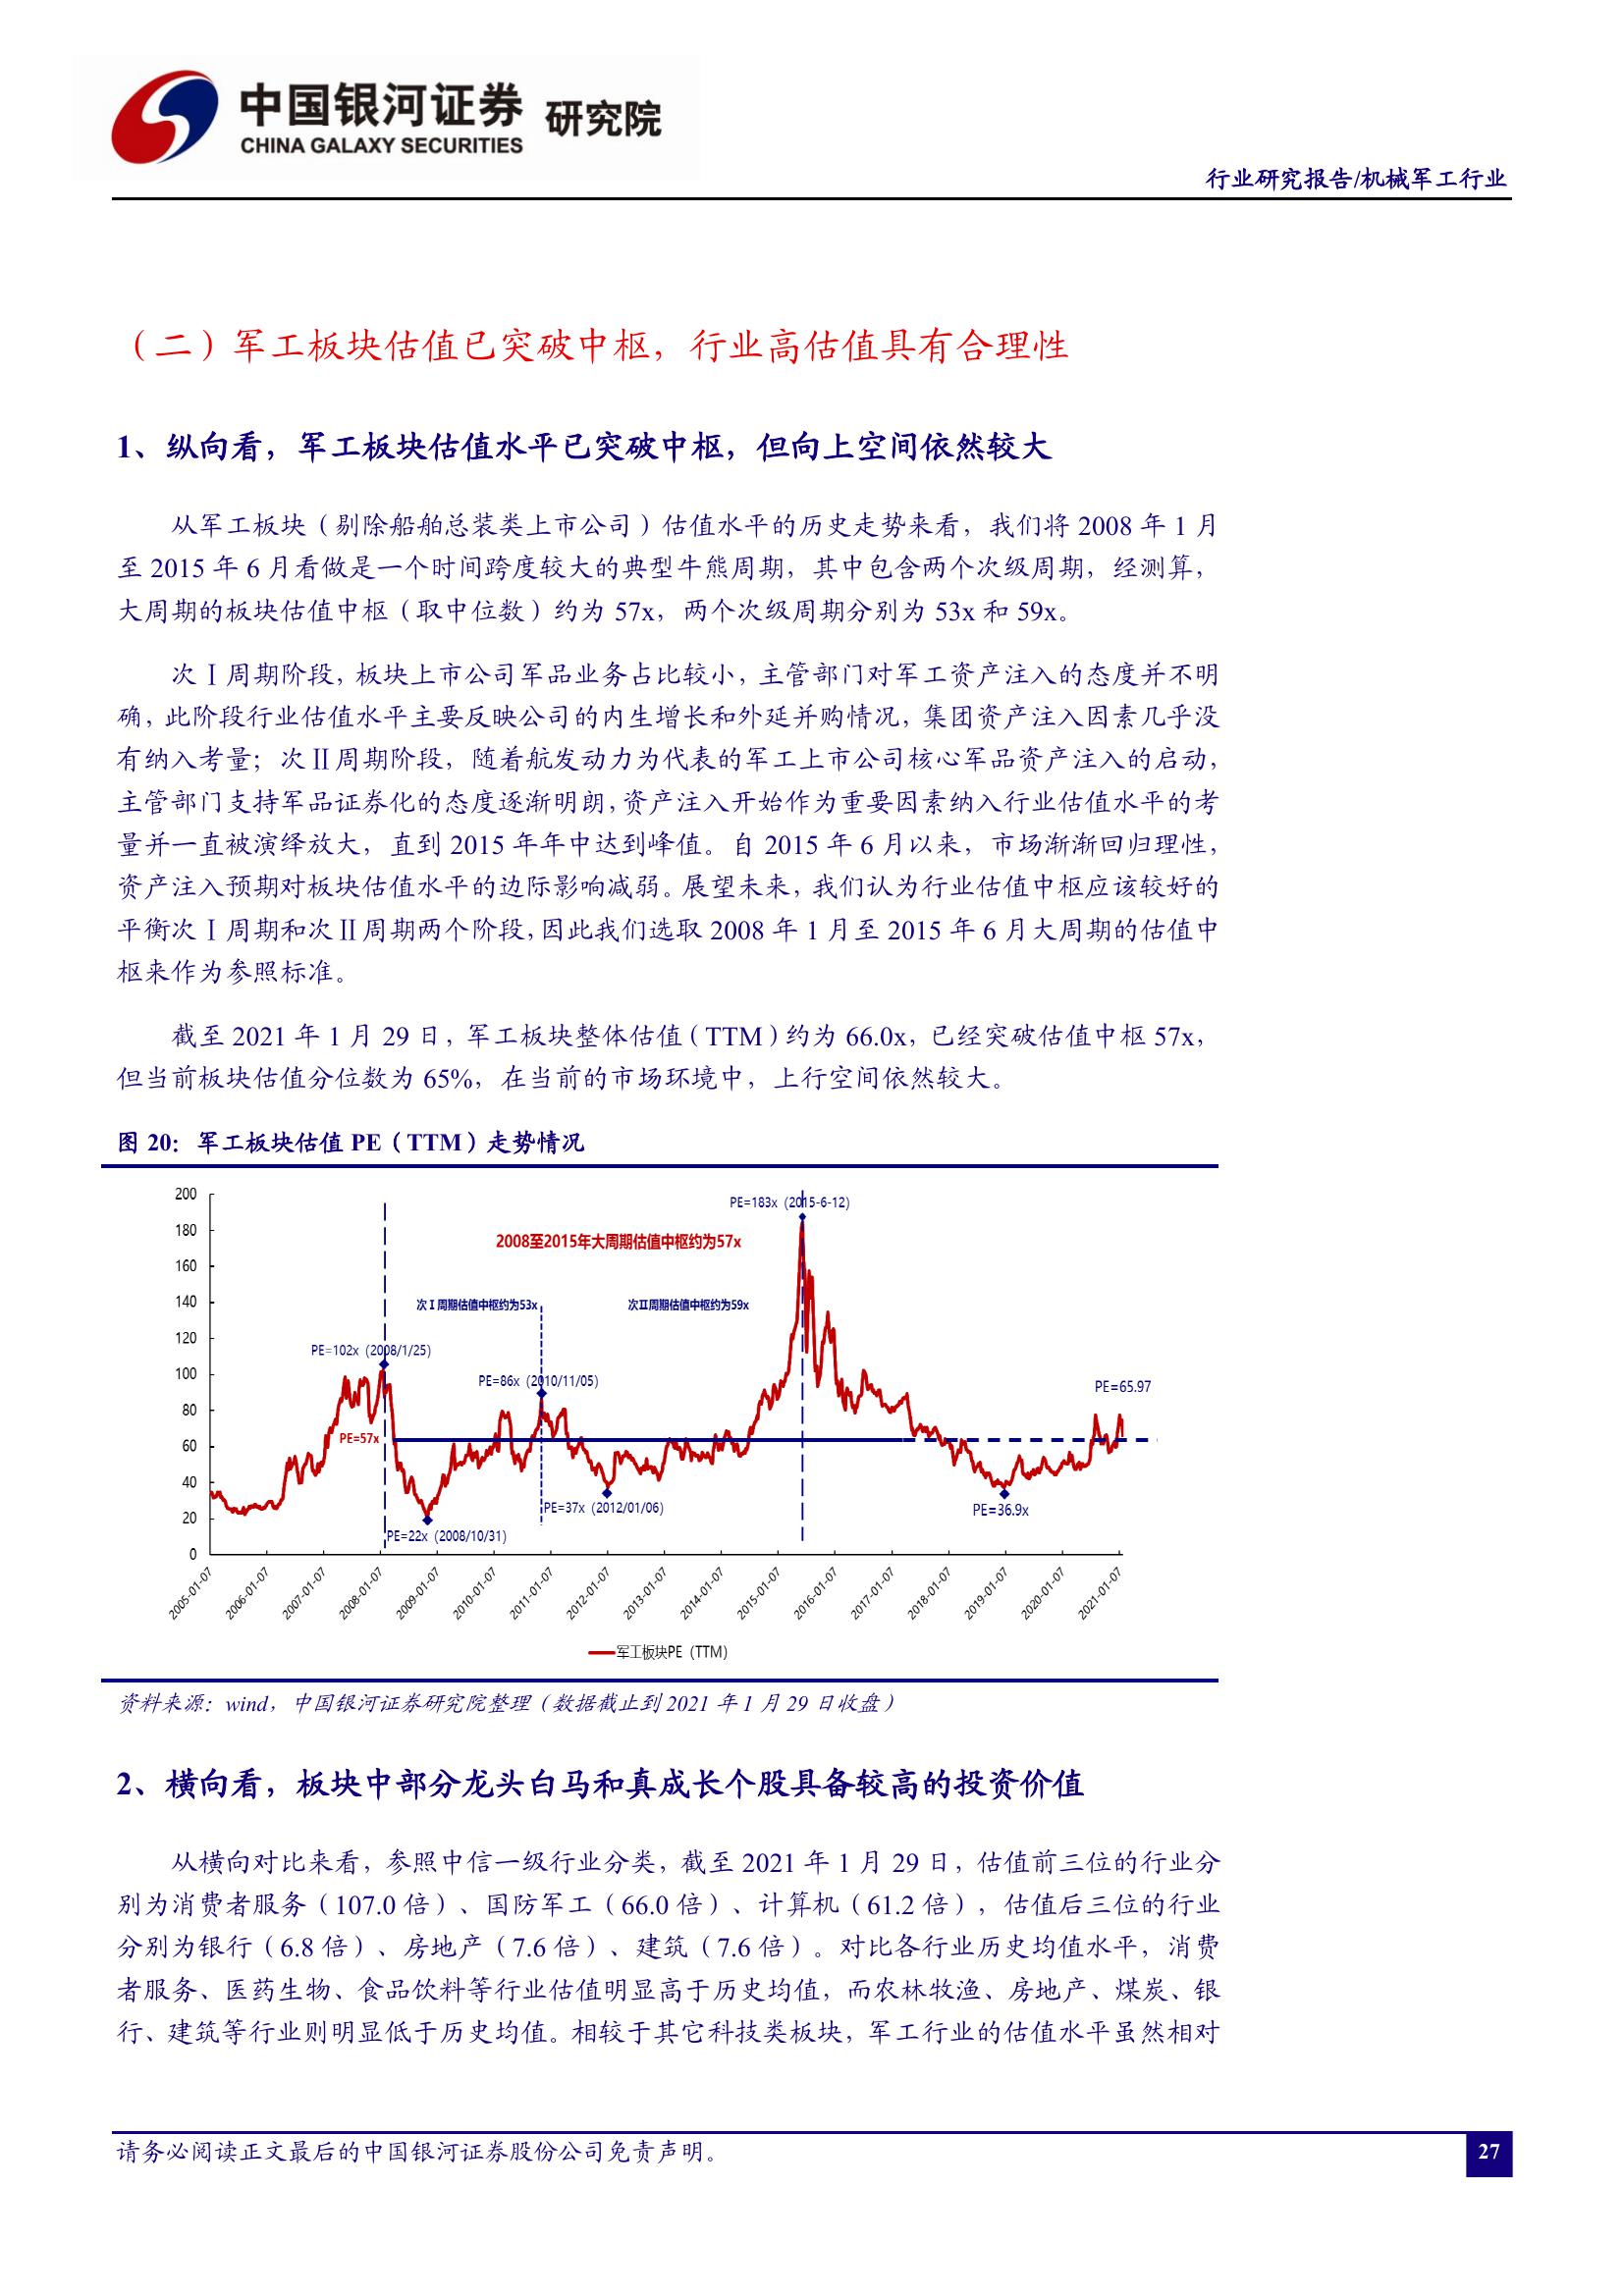 中国银河证券 研究院
CHINA GALAXY SECURITIES
行业研究报告/机械军工行业
（二）军工板块估值已突破中枢，行业高估值具有合理性
1、纵向看，军工板块估值水平已突破中枢，但向上空间依然较大
从军工板块（剔除船舶总装类上市公司）估值水平的历史走势来看，我们将 2008 年 1 月
至 2015 年 6 月看做是一个时间跨度较大的典型牛熊周期，其中包含两个次级周期，经测算，
大周期的板块估值中枢（取中位数）约为 57x，两个次级周期分别为 53x 和 59x。
次Ⅰ周期阶段，板块上市公司军品业务占比较小，主管部门对军工资产注入的态度并不明
确，此阶段行业估值水平主要反映公司的内生增长和外延并购情况，集团资产注入因素几乎没
有纳入考量；次Ⅱ周期阶段，随着航发动力为代表的军工上市公司核心军品资产注入的启动，
主管部门支持军品证券化的态度逐渐明朗，资产注入开始作为重要因素纳入行业估值水平的考
量并一直被演绎放大，直到 2015 年年中达到峰值。自 2015 年 6 月以来，市场渐渐回归理性，
资产注入预期对板块估值水平的边际影响减弱。展望未来，我们认为行业估值中枢应该较好的
平衡次Ⅰ周期和次Ⅱ周期两个阶段，因此我们选取 2008 年 1 月至 2015 年 6 月大周期的估值中
枢来作为参照标准。
截至 2021 年 1 月 29 日，军工板块整体估值（TTM）约为 66.0x，已经突破估值中枢 57x，
但当前板块估值分位数为 65%，在当前的市场环境中，上行空间依然较大。
图 20：军工板块估值 PE（TTM）走势情况
200
180
160
140
120
100
80
60
40
20
0
PE=183x（2015-6-12）
2008至2015年大周期估值中枢约为57x
次Ⅰ周期估值中枢约为53x
次Ⅱ周期估值中枢约为59x
PE=102x（2008/1/25）
PE=86x（2010/11/05）
PE=65.97
PE=57x
PE=37x（2012/01/06）
PE=36.9x
PE=22x（2008/10/31）
2005-01-07
2006-01-07
2007-01-07
2008-01-07
2009-01-07
2010-01-07
2011-01-07
2012-01-07
2013-01-07
2014-01-07
2015-01-07
2016-01-07
2017-01-07
2018-01-07
2019-01-07
2020-01-07
2021-01-07
军工板块PE（TTM）
资料来源：wind，中国银河证券研究院整理（数据截止到 2021 年 1 月 29 日收盘）
2、横向看，板块中部分龙头白马和真成长个股具备较高的投资价值
从横向对比来看，参照中信一级行业分类，截至 2021 年 1 月 29 日，估值前三位的行业分
别为消费者服务（107.0 倍）、国防军工（66.0 倍）、计算机（61.2 倍），估值后三位的行业
分别为银行（6.8 倍）、房地产（7.6 倍）、建筑（7.6 倍）。对比各行业历史均值水平，消费
者服务、医药生物、食品饮料等行业估值明显高于历史均值，而农林牧渔、房地产、煤炭、银
行、建筑等行业则明显低于历史均值。相较于其它科技类板块，军工行业的估值水平虽然相对
请务必阅读正文最后的中国银河证券股份公司免责声明。
27